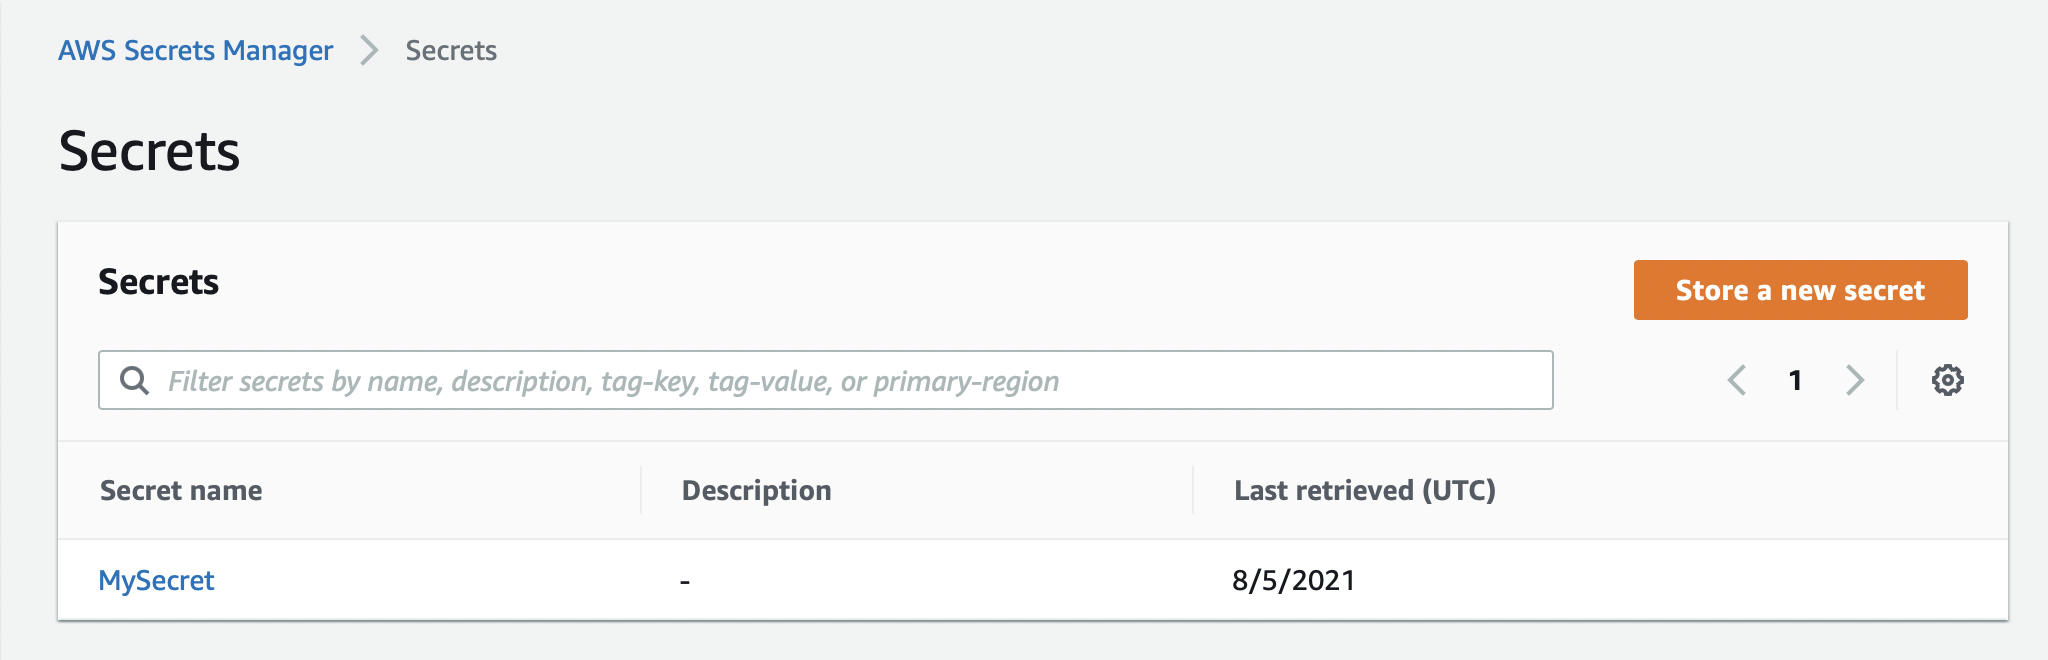 AWS Secrets Manager > Secrets
Secrets
Secrets
Store a new secret
Filter secrets by name, description, tag-key, tag-value, or primary-region
1
Secret name Description Last retrieved (UTC)
MySecret - 8/5/2021